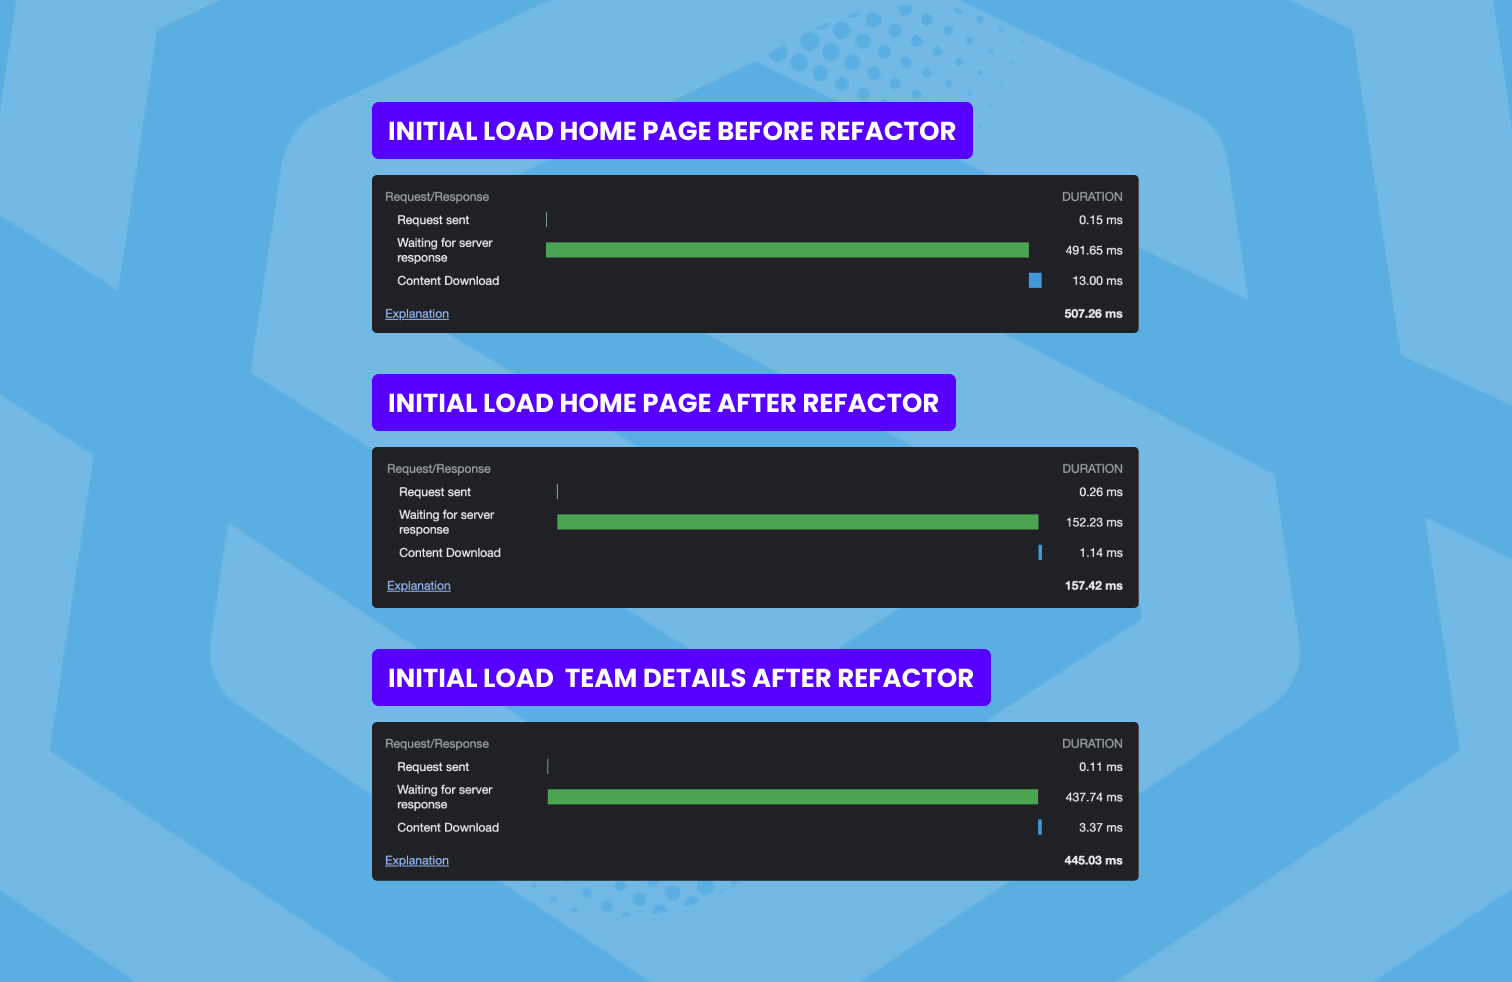 INITIAL LOAD HOME PAGE BEFORE REFACTOR
Request/Response DURATION
Request sent 0.15 ms
Waiting for server
response 491.65 ms
Content Download 13.00 ms
Explanation 507.26 ms
INITIAL LOAD HOME PAGE AFTER REFACTOR
Request/Response DURATION
Request sent 0.26 ms
Waiting for server
response 152.23 ms
Content Download 1.14 ms
Explanation 157.42 ms
INITIAL LOAD TEAM DETAILS AFTER REFACTOR
Request/Response DURATION
Request sent 0.11 ms
Waiting for server
response 437.74 ms
Content Download 3.37 ms
Explanation 445.03 ms